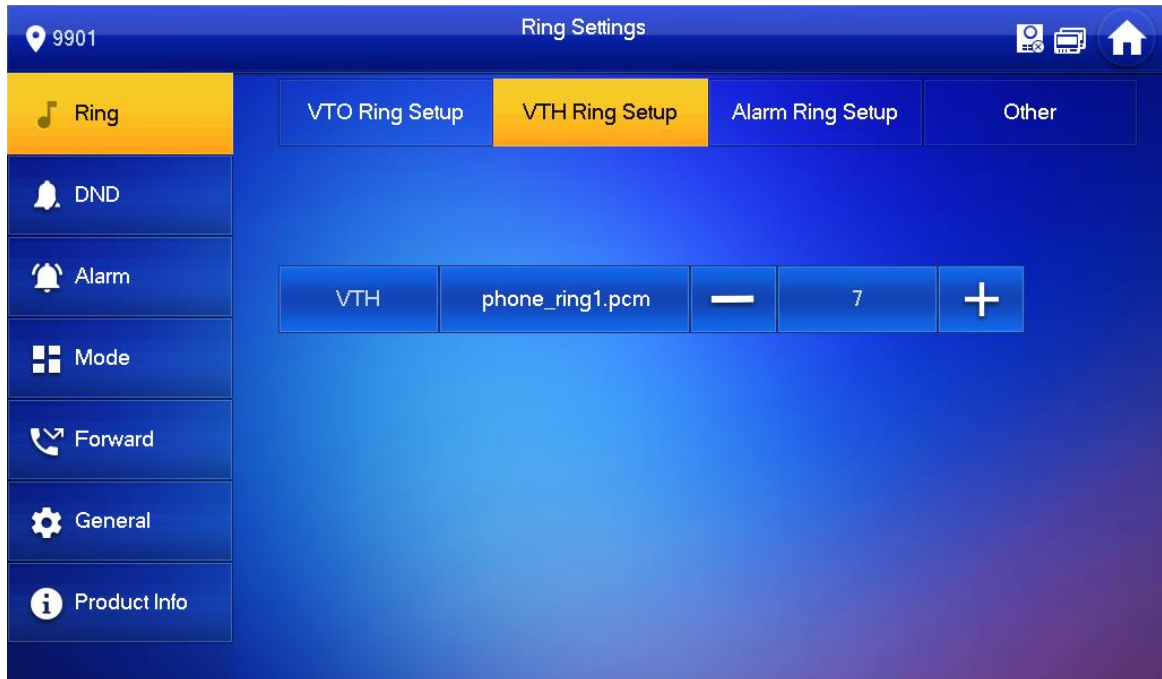 9901
Ring Settings
Ring
VTO Ring Setup
VTH Ring Setup
Alarm Ring Setup
Other
DND
Alarm
VTH
phone_ring1.pcm
7
Mode
Forward
General
Product Info